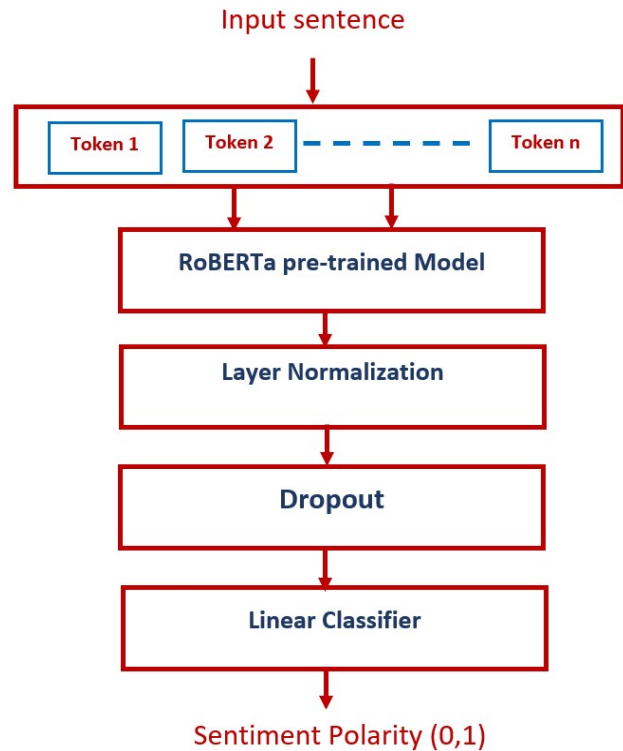 Input sentence
Token 1 Token 2 Token n
RoBERTa pre-trained Model
Layer Normalization
Dropout
Linear Classifier
Sentiment Polarity (0,1)